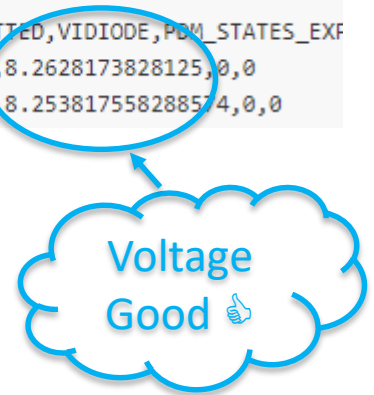 TED,VIDIODE,PDM_STATES_EXP
,8.2628173828125,0,0
8.253817558288574,0,0
Voltage
Good 👍